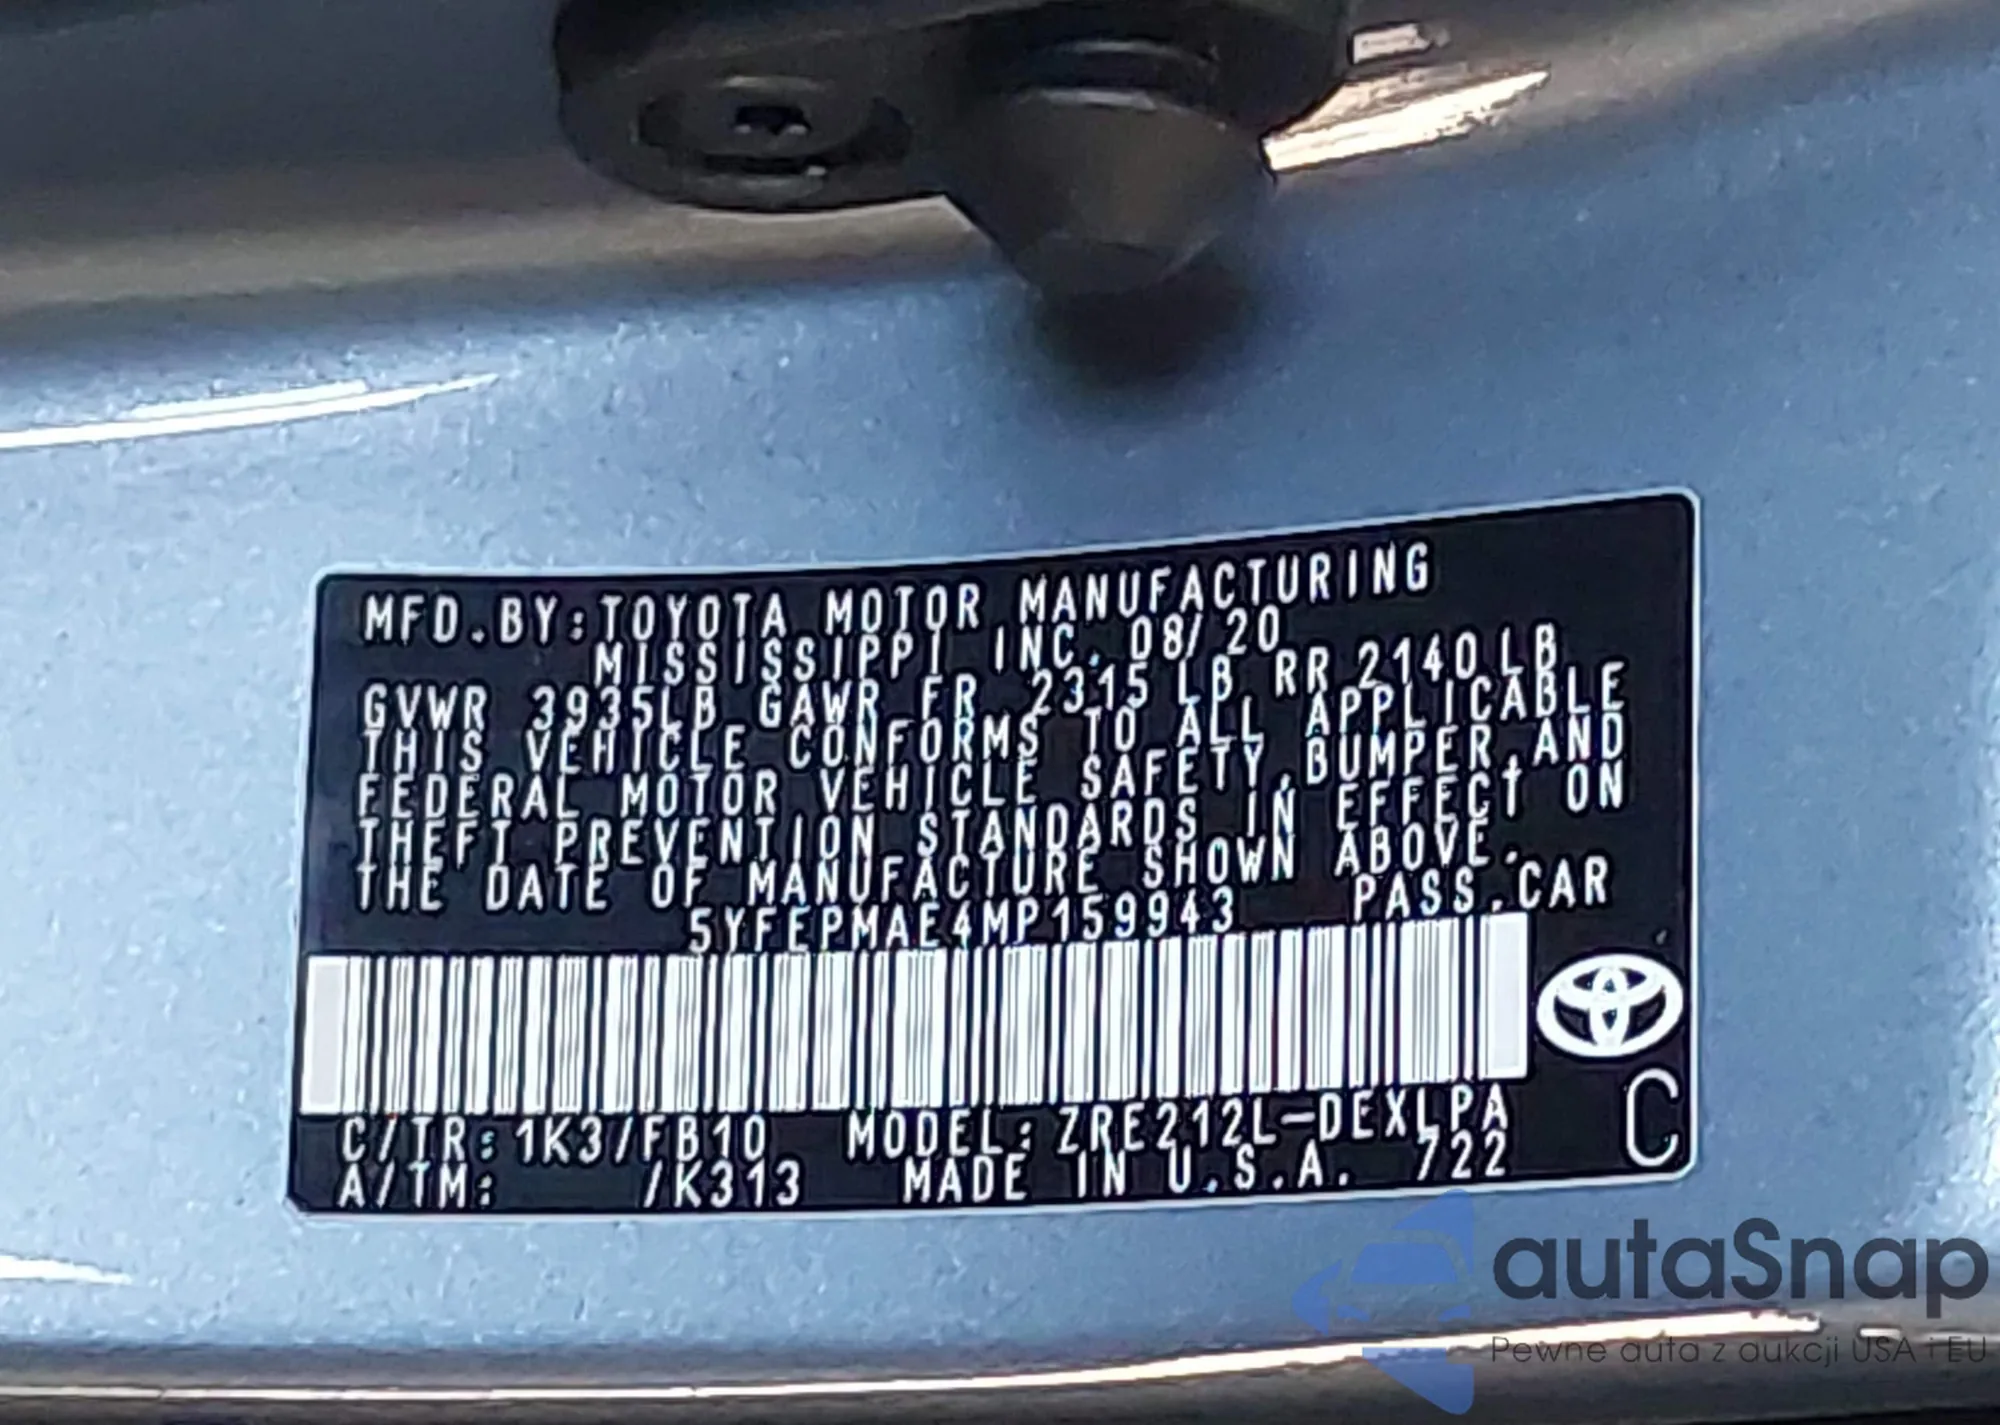 MFD.BY:TOYOTA MOTOR MANUFACTURING
MISSISSIPPI INC. 08/20
GVWR 3935LB GAWR FR 2315 LB RR 2140LB
THIS VEHICLE CONFORMS TO ALL APPLICABLE
FEDERAL MOTOR VEHICLE SAFETY,BUMPER,AND
THEFT PREVENTION STANDARDS IN EFFECT ON
THE DATE OF MANUFACTURE SHOWN ABOVE.
5YFEPMAE4MP159943 PASS.CAR
C/TR:1K3/FB10 MODEL:ZRE212L-DEXLPA
A/TM: /K313 MADE IN U.S.A. 722
C
autaSnap
Pewne auta z aukcji USA i EU